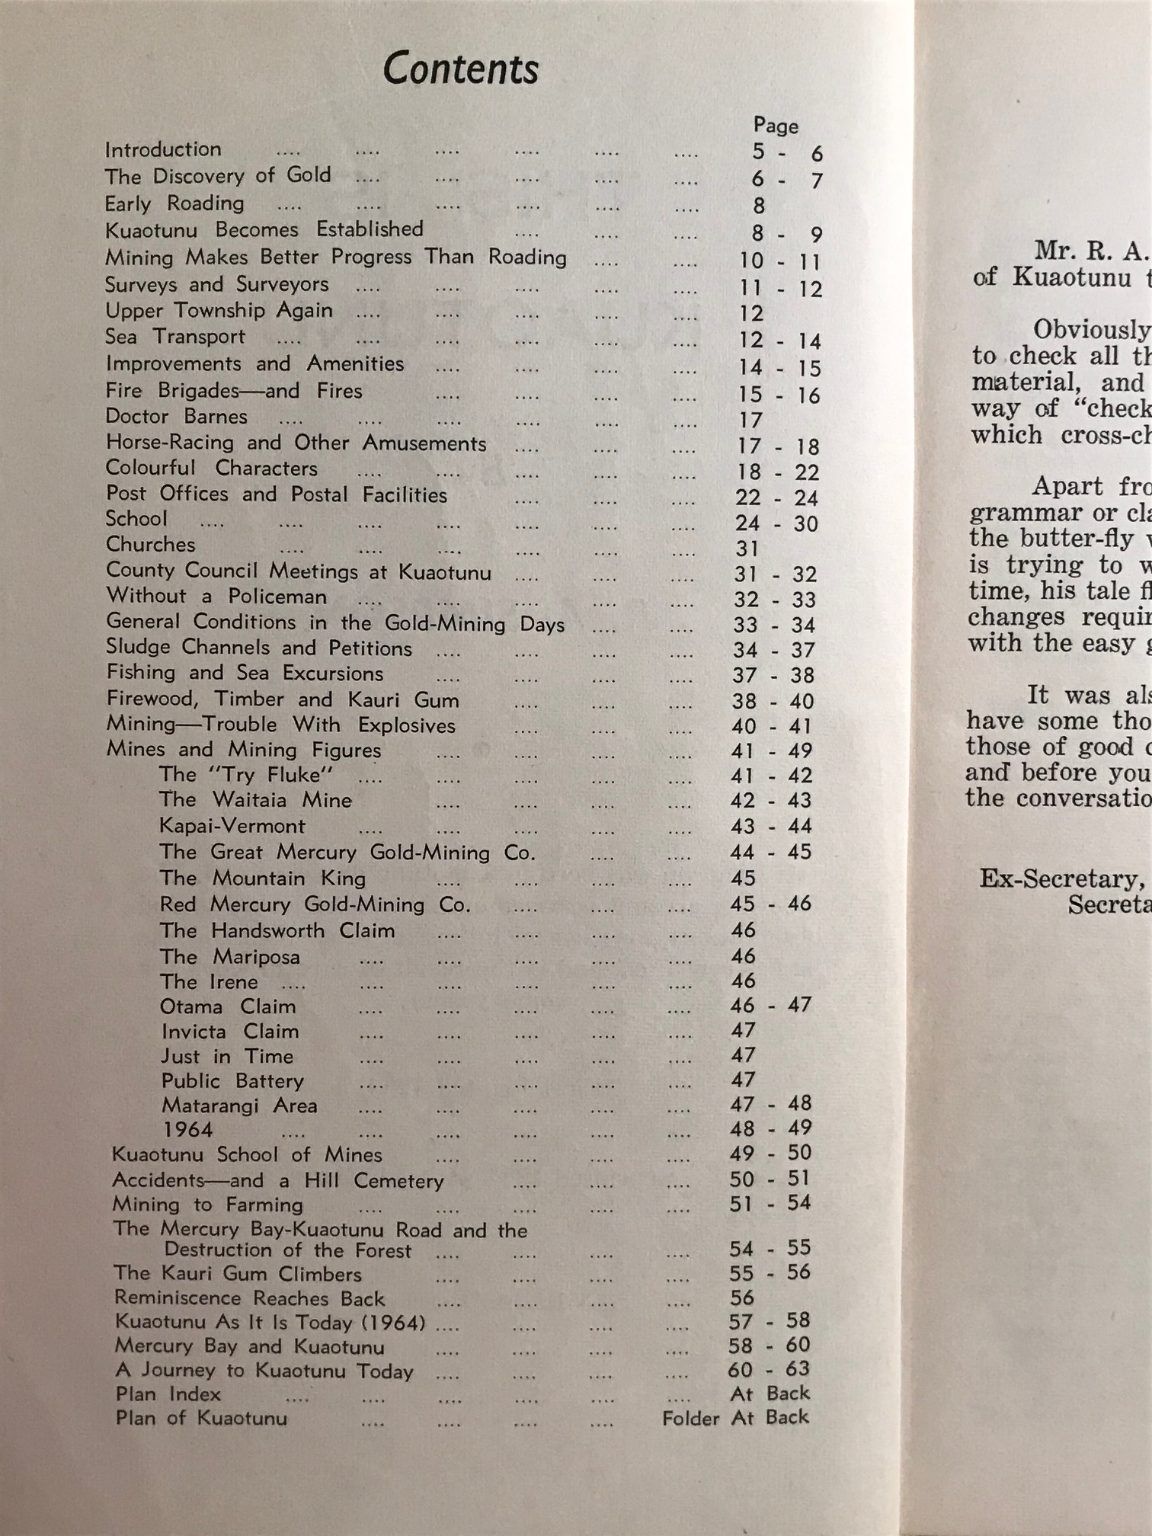 Contents
Page
Introduction .... .... .... .... .... .... 5 - 6
The Discovery of Gold .... .... .... .... .... 6 - 7
Early Roading .... .... .... .... .... .... 8
Kuaotunu Becomes Established .... .... .... 8 - 9
Mining Makes Better Progress Than Roading .... .... 10 - 11
Surveys and Surveyors .... .... .... .... .... 11 - 12
Upper Township Again .... .... .... .... .... 12
Sea Transport .... .... .... .... .... .... 12 - 14
Improvements and Amenities .... .... .... .... 14 - 15
Fire Brigades—and Fires .... .... .... .... 15 - 16
Doctor Barnes .... .... .... .... .... .... 17
Horse-Racing and Other Amusements .... .... .... 17 - 18
Colourful Characters .... .... .... .... .... 18 - 22
Post Offices and Postal Facilities .... .... .... 22 - 24
School .... .... .... .... .... .... .... 24 - 30
Churches .... .... .... .... .... .... 31
County Council Meetings at Kuaotunu .... .... .... 31 - 32
Without a Policeman .... .... .... .... .... 32 - 33
General Conditions in the Gold-Mining Days .... .... 33 - 34
Sludge Channels and Petitions .... .... .... .... 34 - 37
Fishing and Sea Excursions .... .... .... .... 37 - 38
Firewood, Timber and Kauri Gum .... .... .... 38 - 40
Mining—Trouble With Explosives .... .... .... 40 - 41
Mines and Mining Figures .... .... .... .... 41 - 49
The "Try Fluke" .... .... .... .... .... 41 - 42
The Waitaia Mine .... .... .... .... 42 - 43
Kapai-Vermont .... .... .... .... .... 43 - 44
The Great Mercury Gold-Mining Co. .... .... 44 - 45
The Mountain King .... .... .... .... 45
Red Mercury Gold-Mining Co. .... .... .... 45 - 46
The Handsworth Claim .... .... .... .... 46
The Mariposa .... .... .... .... .... 46
The Irene .... .... .... .... .... .... 46
Otama Claim .... .... .... .... .... 46 - 47
Invicta Claim .... .... .... .... .... 47
Just in Time .... .... .... .... .... 47
Public Battery .... .... .... .... .... 47
Matarangi Area .... .... .... .... .... 47 - 48
1964 .... .... .... .... .... .... 48 - 49
Kuaotunu School of Mines .... .... .... .... 49 - 50
Accidents—and a Hill Cemetery .... .... .... 50 - 51
Mining to Farming .... .... .... .... .... 51 - 54
The Mercury Bay-Kuaotunu Road and the
Destruction of the Forest .... .... .... .... 54 - 55
The Kauri Gum Climbers .... .... .... .... 55 - 56
Reminiscence Reaches Back .... .... .... .... 56
Kuaotunu As It Is Today (1964) .... .... .... .... 57 - 58
Mercury Bay and Kuaotunu .... .... .... .... 58 - 60
A Journey to Kuaotunu Today .... .... .... .... 60 - 63
Plan Index .... .... .... .... .... .... At Back
Plan of Kuaotunu .... .... .... .... Folder At Back
Mr. R. A.
of Kuaotunu
Obviously
to check all
material, and
way of "check
which
Apart
grammar or
the butter-fly
is trying to
time, his tale
changes
with the easy
It was
have some
those of good
and before you
the
Ex-Secretary,